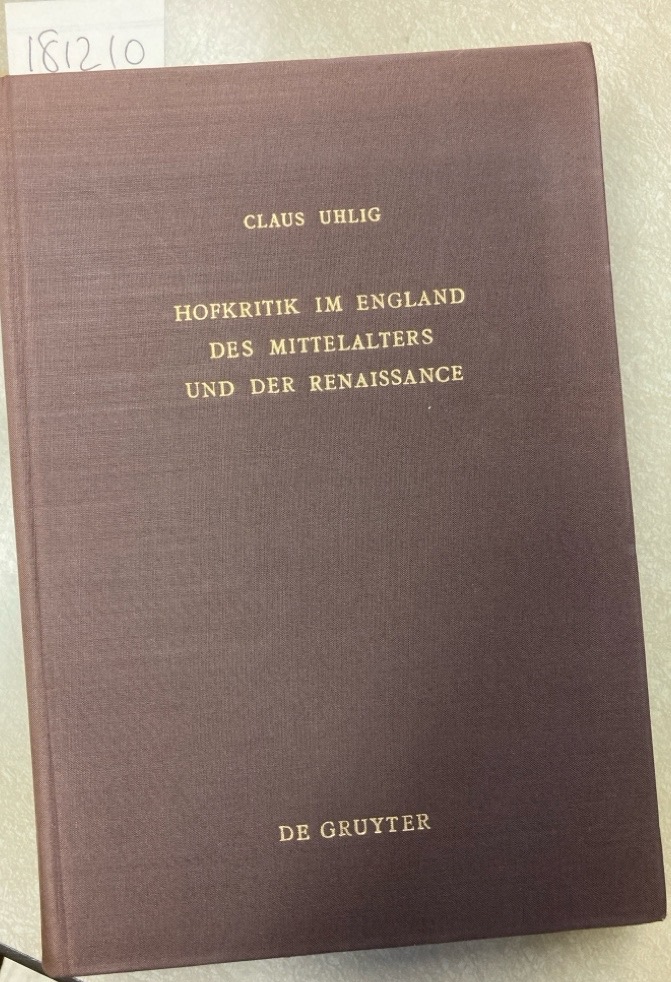 181210
CLAUS UHLIG
HOFKRITIK IM ENGLAND
DES MITTELALTERS
UND DER RENAISSANCE
DE GRUYTER